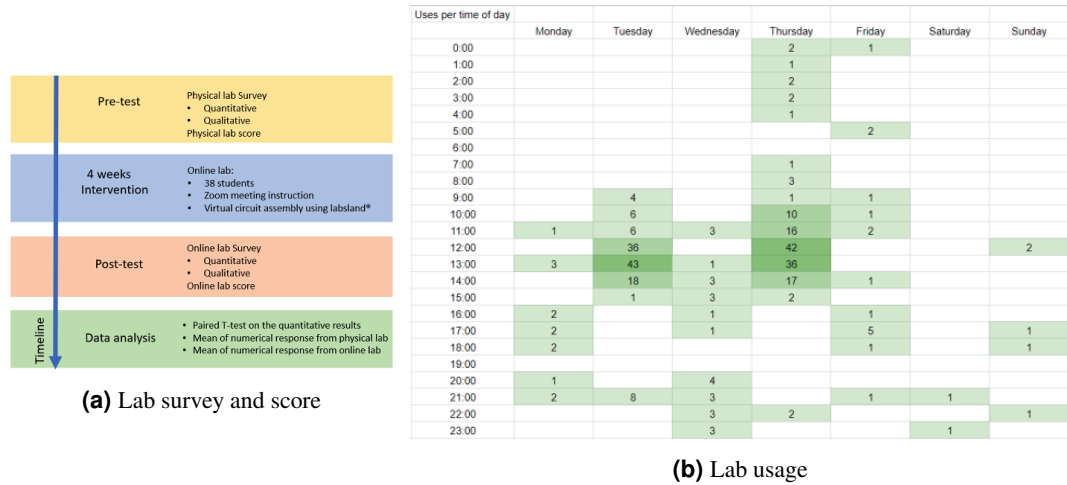 Pre-test
Physical lab Survey
• Quantitative
• Qualitative
Physical lab score
4 weeks
Intervention
Online lab:
• 38 students
• Zoom meeting instruction
• Virtual circuit assembly using labsland®
Post-test
Online lab Survey
• Quantitative
• Qualitative
Online lab score
Timeline
Data analysis
• Paired T-test on the quantitative results
• Mean of numerical response from physical lab
• Mean of numerical response from online lab
(a) Lab survey and score
Uses per time of day
Monday Tuesday Wednesday Thursday Friday Saturday Sunday
0:00 2 1
1:00 1
2:00 2
3:00 2
4:00 1
5:00 2
6:00
7:00 1
8:00 3
9:00 4 1 1
10:00 6 10 1
11:00 1 6 3 16 2
12:00 36 42 2
13:00 3 43 1 36
14:00 18 3 17 1
15:00 1 3 2
16:00 2 1 1
17:00 2 1 5 1
18:00 2 1 1
19:00
20:00 1 4
21:00 2 8 3 1 1
22:00 3 2 1
23:00 3 1
(b) Lab usage